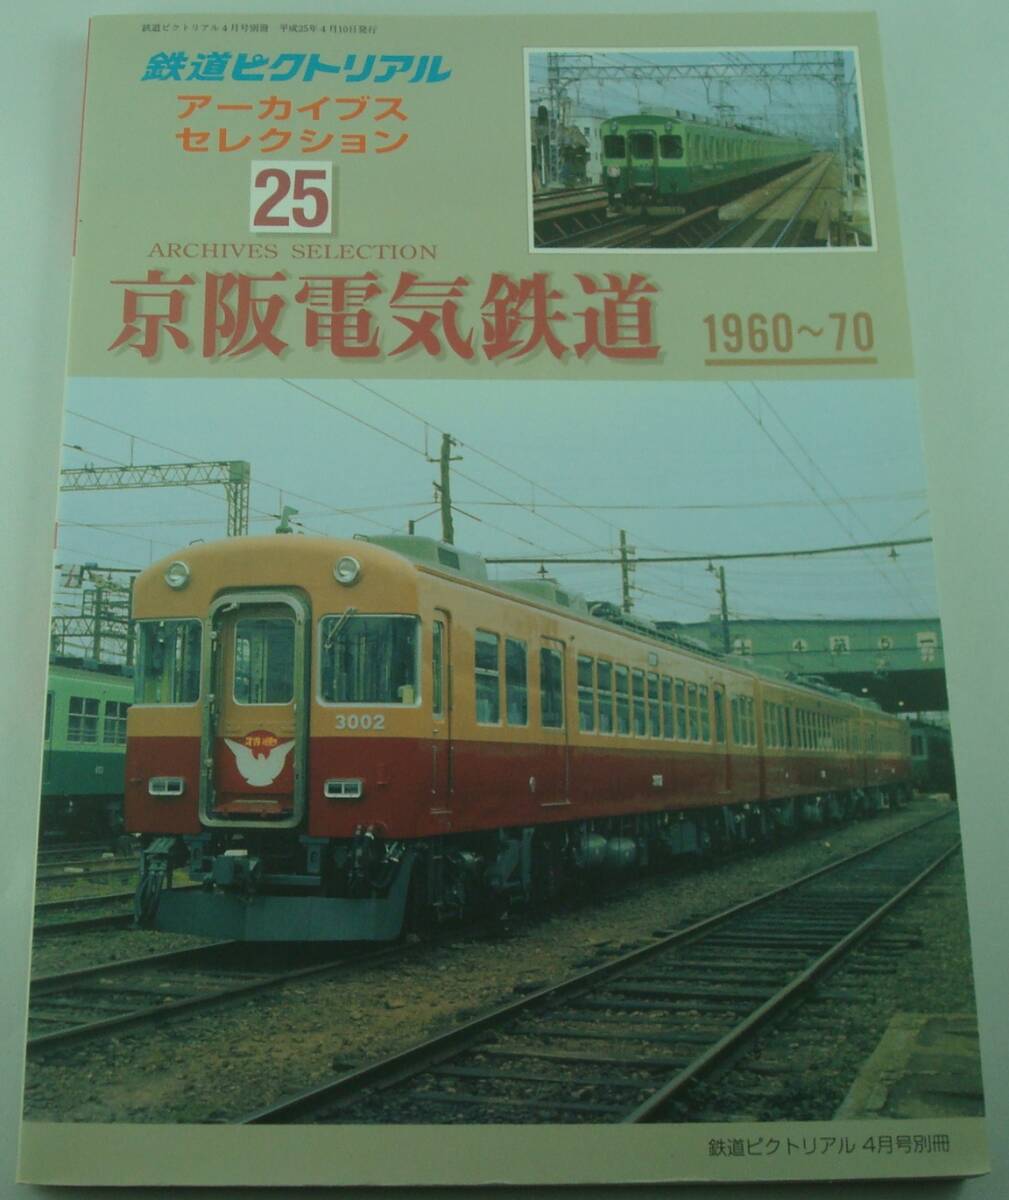 鉄道ピクトリアル4月号別冊 平成25年4月10日発行
鉄道ピクトリアル
アーカイブス
セレクション
25
ARCHIVES SELECTION
京阪電気鉄道
1960〜70
3002
特急
鉄道ピクトリアル 4月号別冊